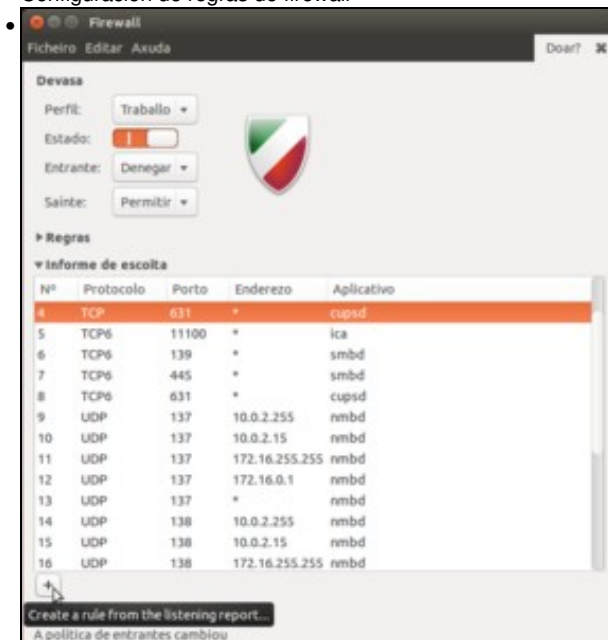 Configuración de regras de firewall
Firewall
Ficheiro Editar Axuda Doar? ✖
Devasa
Perfil: Traballo
Estado:
Entrante: Denegar
Sainte: Permitir
Regras
Informe de escoita
Nº Protocolo Porto Enderezo Aplicativo
4 TCP 631 * cupsd
5 TCP6 11100 * ica
6 TCP6 139 * smbd
7 TCP6 445 * smbd
8 TCP6 631 * cupsd
9 UDP 137 10.0.2.255 nmbd
10 UDP 137 10.0.2.15 nmbd
11 UDP 137 172.16.255.255 nmbd
12 UDP 137 172.16.0.1 nmbd
13 UDP 137 * nmbd
14 UDP 138 10.0.2.255 nmbd
15 UDP 138 10.0.2.15 nmbd
16 UDP 138 172.16.255.255 nmbd
+
Create a rule from the listening report...
A política de entrantes cambiou